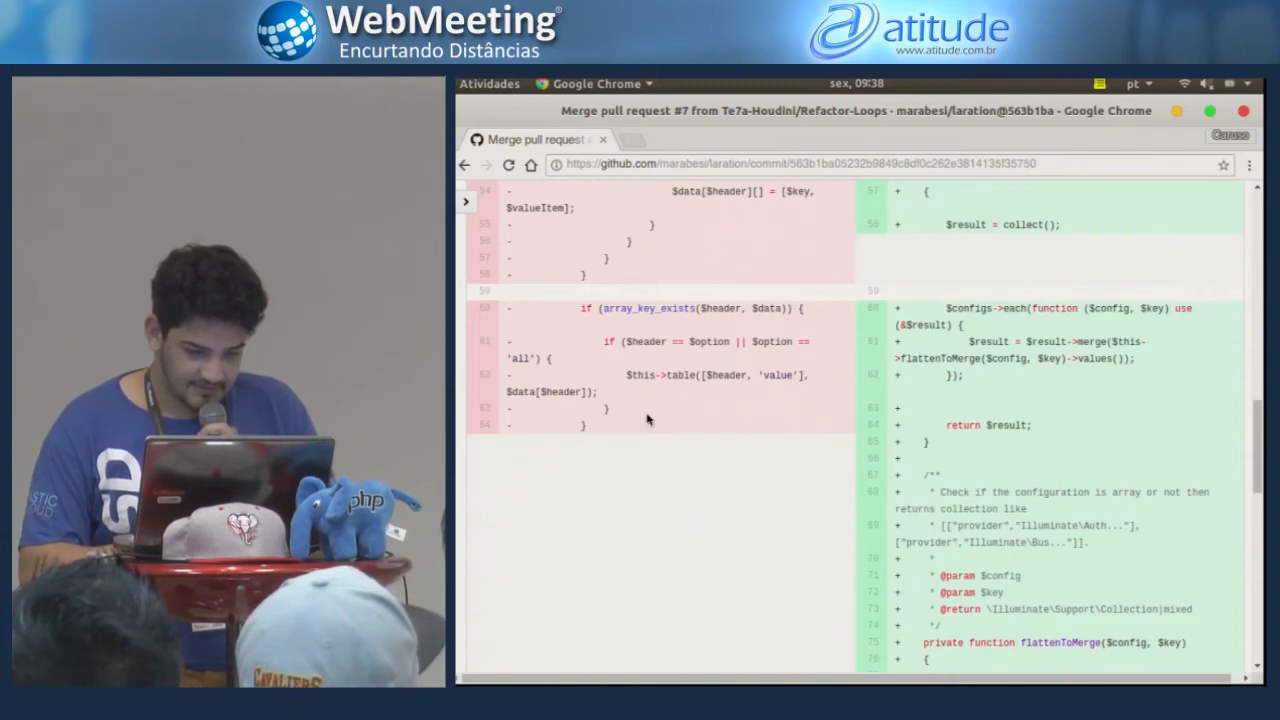 WebMeeting®
Encurtando Distâncias
atitude
www.atitude.com.br
Atividades
Google Chrome
sex, 09:38
pt
Merge pull request #7 from Te7a-Houdini/Refactor-Loops - marabesi/laration@563b1ba - Google Chrome
Merge pull request
Caruso
https://github.com/marabesi/laration/commit/563b1ba05232b9849c8df0c262e3814135f35750
54 - $data[$header][] = [$key,
$valueItem];
55 - }
56 - }
57 - }
58 - }
59
60 - if (array_key_exists($header, $data)) {
61 - if ($header == $option || $option ==
'all') {
62 - $this->table([$header, 'value'],
$data[$header]);
63 - }
64 - }
57 + {
58 + $result = collect();
59
60 + $configs->each(function ($config, $key) use
(&$result) {
61 + $result = $result->merge($this-
>flattenToMerge($config, $key)->values());
62 + });
63 +
64 + return $result;
65 + }
66 +
67 + /**
68 + * Check if the configuration is array or not then
returns collection like
69 + * [["provider","Illuminate\Auth..."],
["provider","Illuminate\Bus..."]].
70 + *
71 + * @param $config
72 + * @param $key
73 + * @return \Illuminate\Support\Collection|mixed
74 + */
75 + private function flattenToMerge($config, $key)
76 + {
php
CAVALIERS